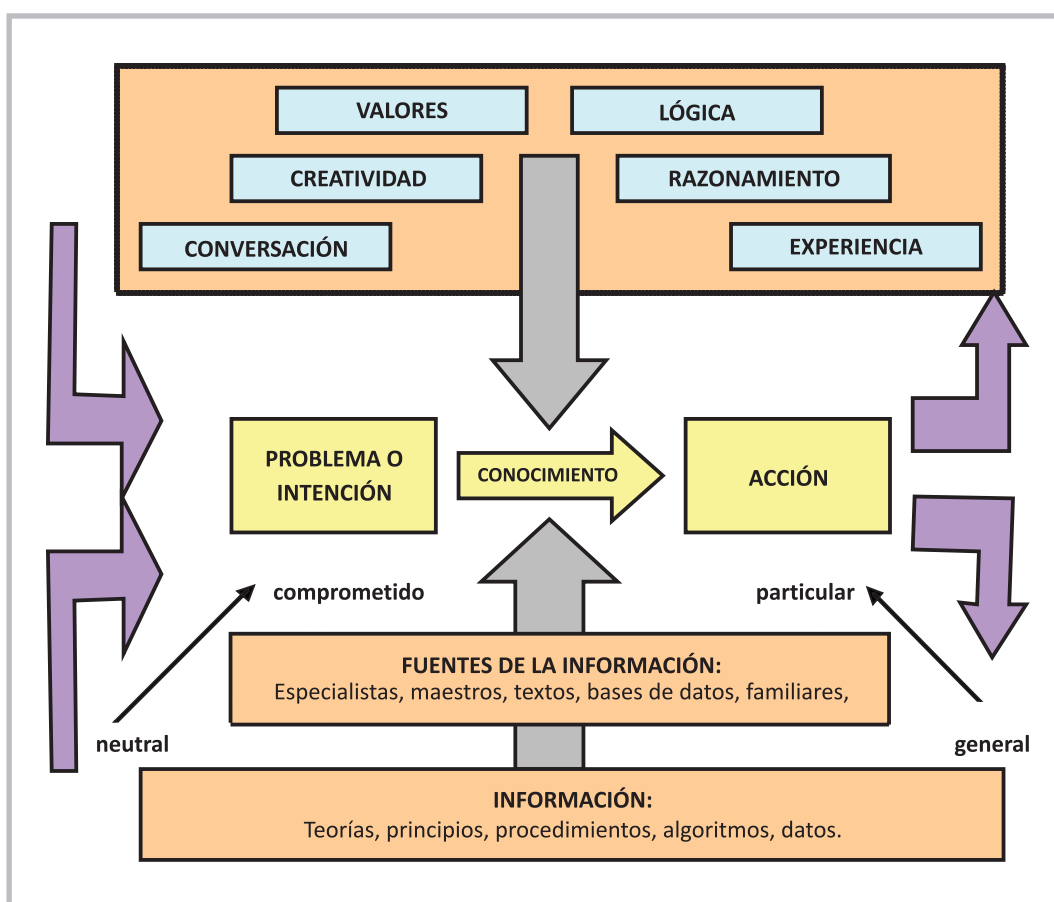 VALORES
LÓGICA
CREATIVIDAD
RAZONAMIENTO
CONVERSACIÓN
EXPERIENCIA
PROBLEMA O
INTENCIÓN
CONOCIMIENTO
ACCIÓN
comprometido
particular
FUENTES DE LA INFORMACIÓN:
Especialistas, maestros, textos, bases de datos, familiares,
neutral
general
INFORMACIÓN:
Teorías, principios, procedimientos, algoritmos, datos.